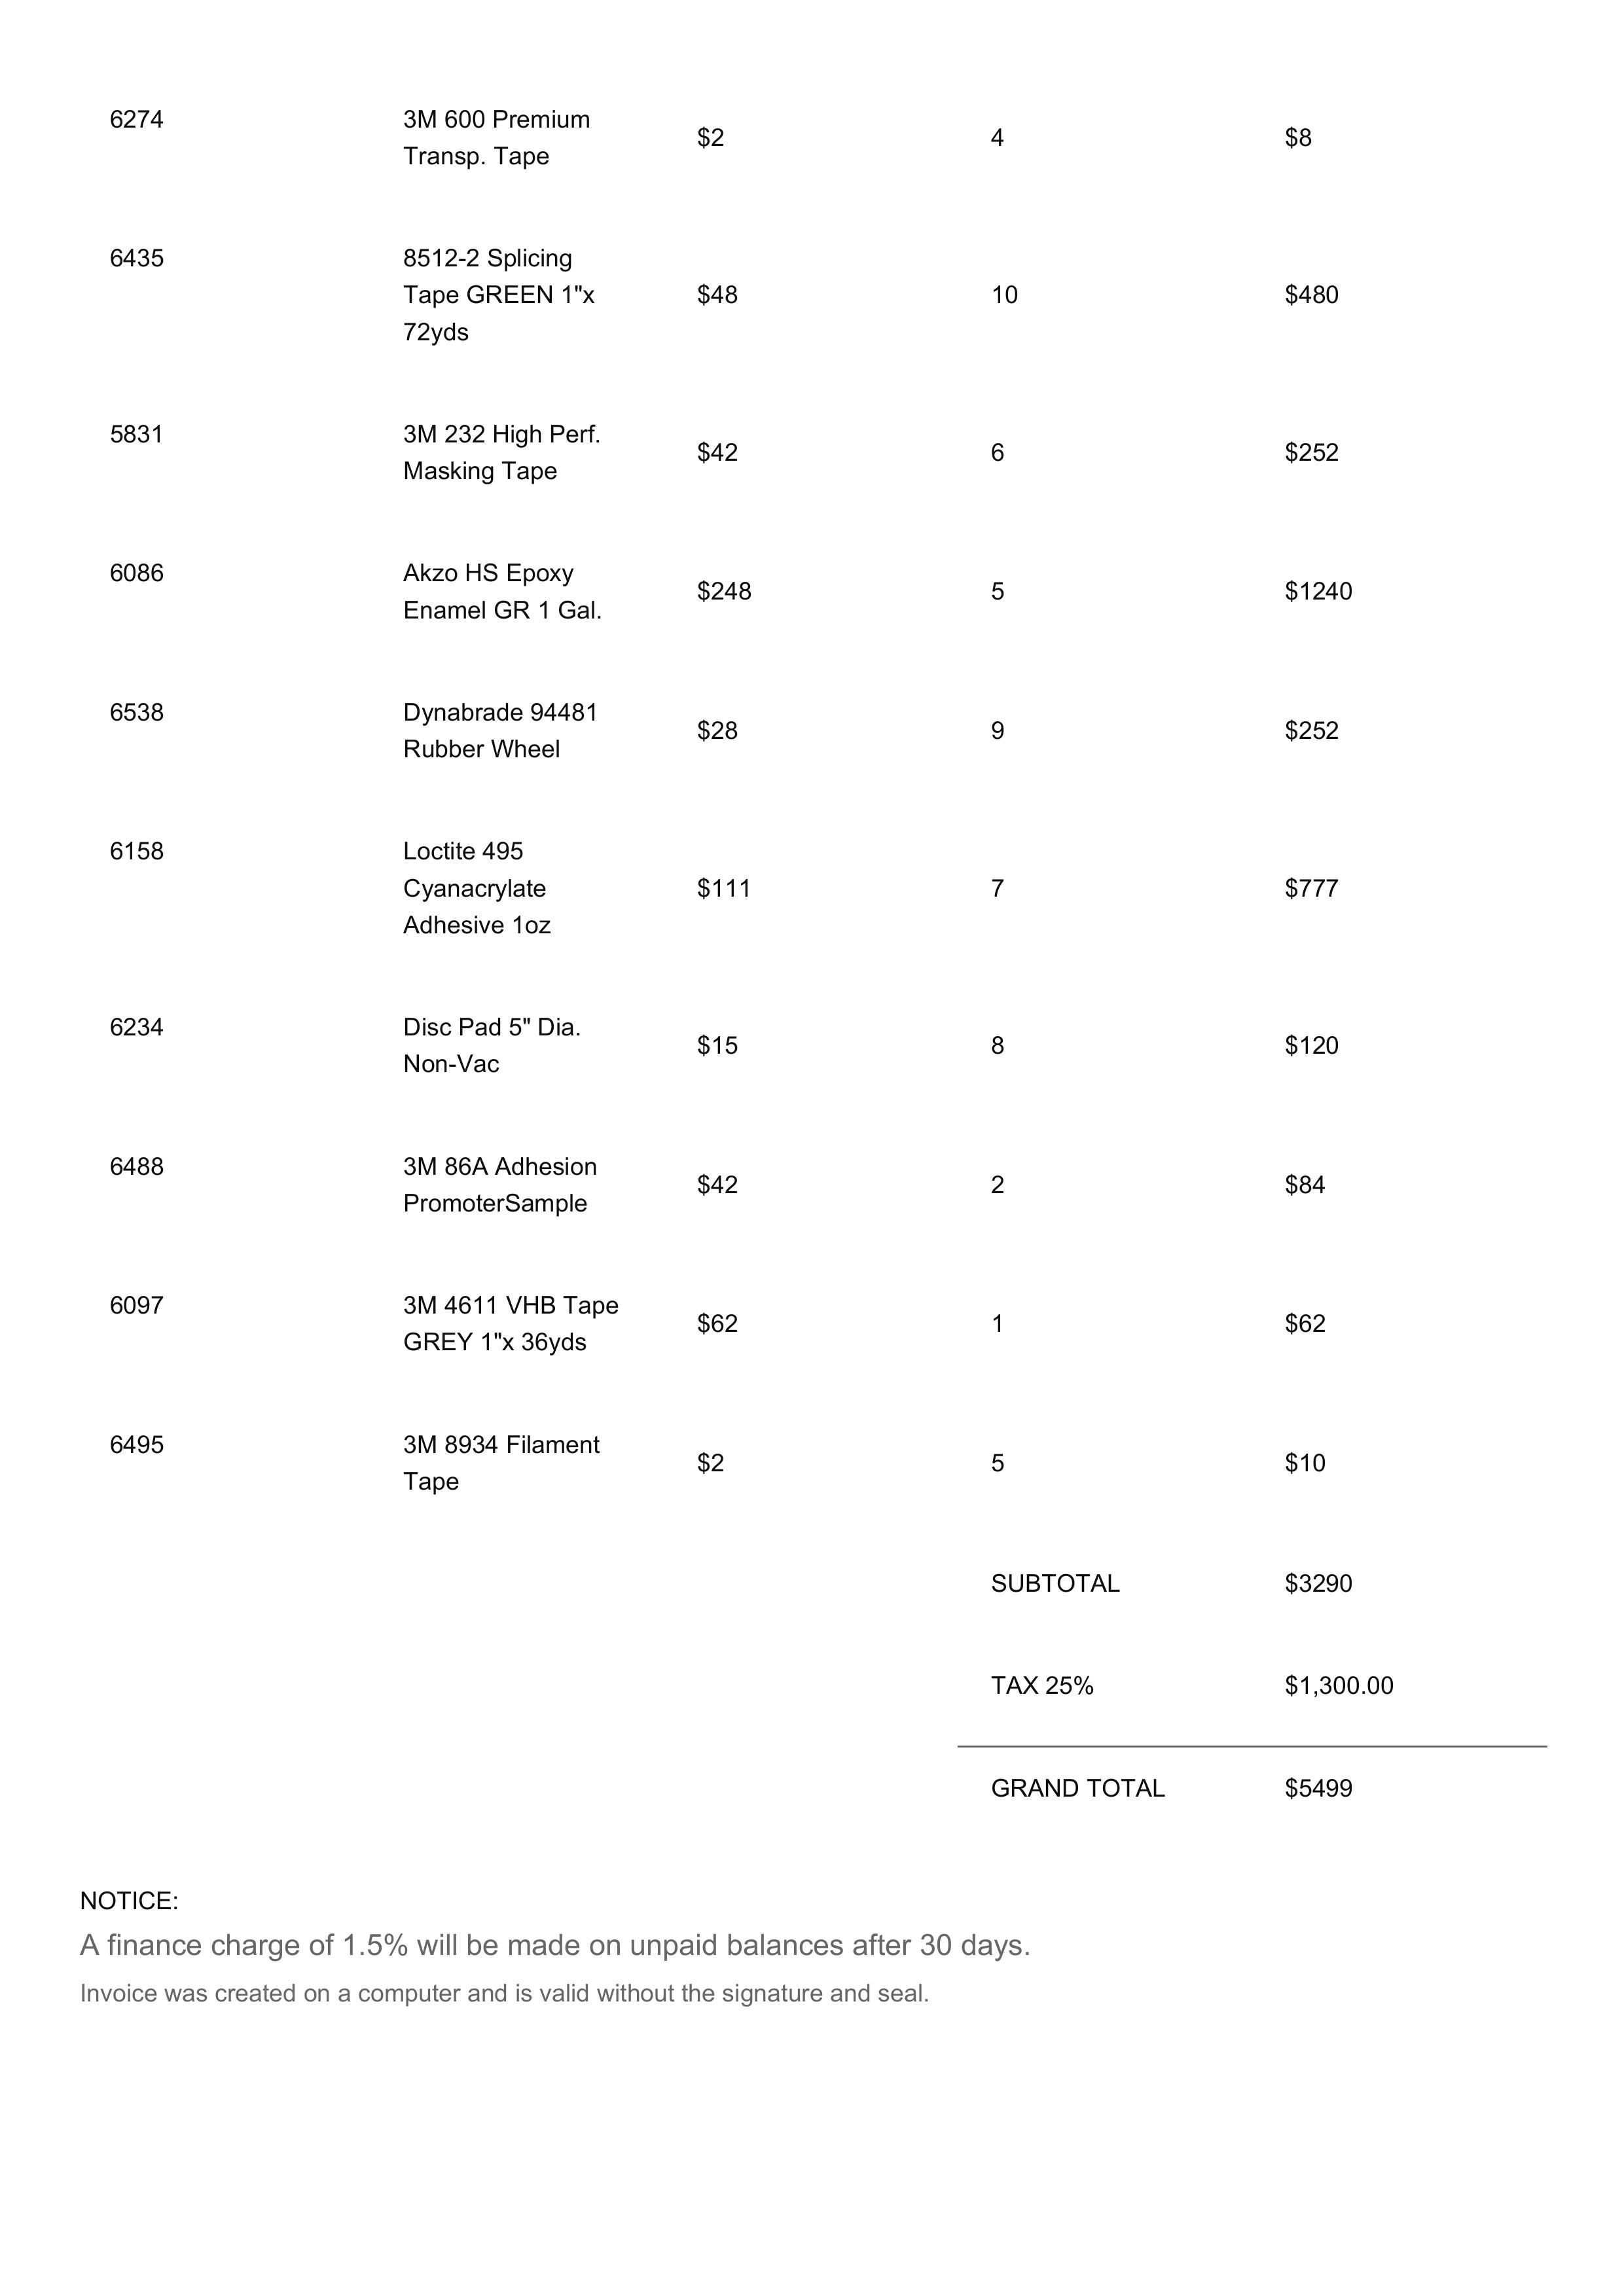 6274 3M 600 Premium $2 4 $8
Transp. Tape
6435 8512-2 Splicing
Tape GREEN 1"x $48 10 $480
72yds
5831 3M 232 High Perf. $42 6 $252
Masking Tape
6086 Akzo HS Epoxy $248 5 $1240
Enamel GR 1 Gal.
6538 Dynabrade 94481 $28 9 $252
Rubber Wheel
6158 Loctite 495
Cyanacrylate $111 7 $777
Adhesive 1oz
6234 Disc Pad 5" Dia. $15 8 $120
Non-Vac
6488 3M 86A Adhesion $42 2 $84
PromoterSample
6097 3M 4611 VHB Tape $62 1 $62
GREY 1"x 36yds
6495 3M 8934 Filament $2 5 $10
Tape
SUBTOTAL $3290
TAX 25% $1,300.00
GRAND TOTAL $5499
NOTICE:
A finance charge of 1.5% will be made on unpaid balances after 30 days.
Invoice was created on a computer and is valid without the signature and seal.